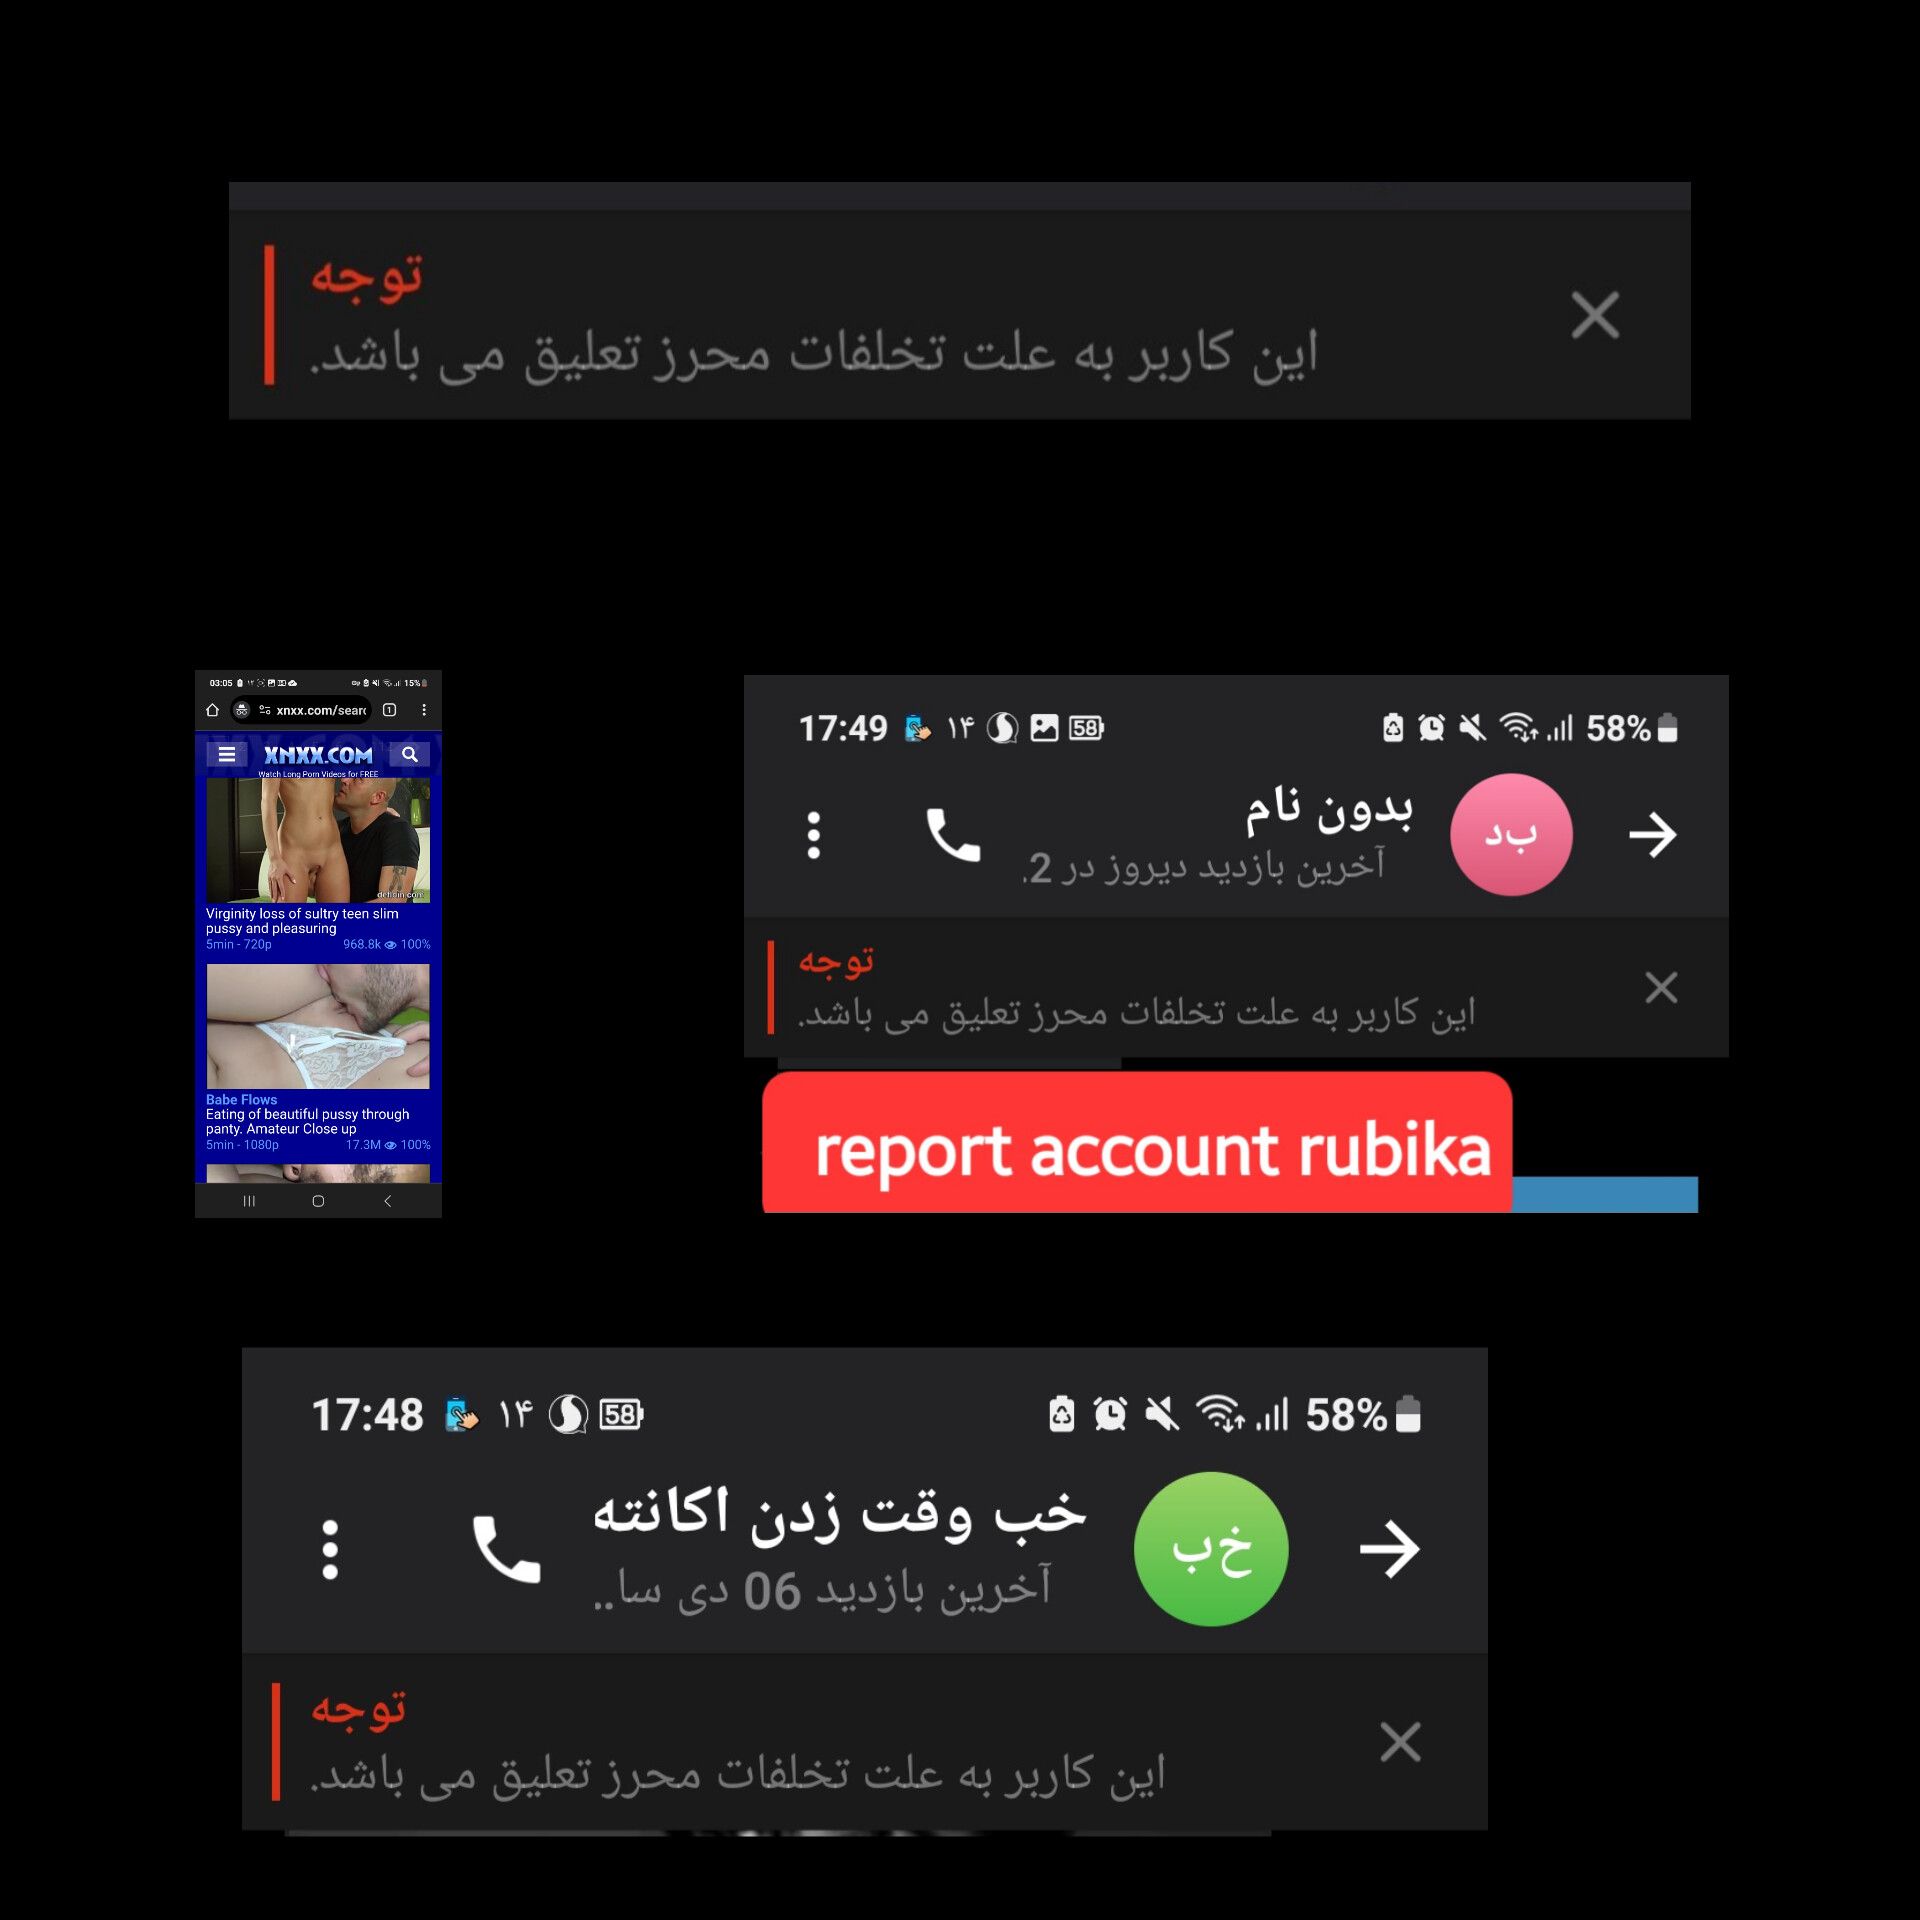 توجه
این کاربر به علت تخلفات محرز تعلیق می باشد.
03:05 ۱۴ 15%
xnxx.com/sear
1
XNXX.COM
Watch Long Porn Videos for FREE
Virginity loss of sultry teen slim
pussy and pleasuring
5min - 720p 968.8k 100%
Babe Flows
Eating of beautiful pussy through
panty. Amateur Close up
5min - 1080p 17.3M 100%
17:49 ۱۴ 58 58%
بدون نام
ب‌د
آخرین بازدید دیروز در 2.
توجه
این کاربر به علت تخلفات محرز تعلیق می باشد.
report account rubika
17:48 ۱۴ 58 58%
خب وقت زدن اکانته
خ‌ب
آخرین بازدید 06 دی سا..
توجه
این کاربر به علت تخلفات محرز تعلیق می باشد.